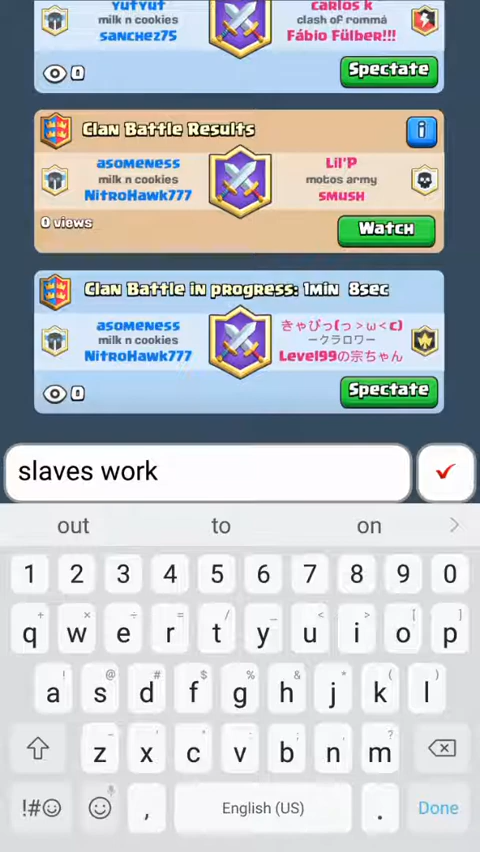 yutyut
milk n cookies
sanchez75
carlos k
clash of rommá
Fábio Fülber!!!
0
Spectate
Clan Battle Results
i
asomeness
milk n cookies
NitroHawk777
Lil'P
motos army
smush
0 views
Watch
Clan Battle in progress: 1min 8sec
asomeness
milk n cookies
NitroHawk777
きゃぴっ(っ>ω<c)
ークラロワー
Level99の宗ちゃん
0
Spectate
slaves work
out to on
1 2 3 4 5 6 7 8 9 0
+ × ÷ = / _ < > [ ]
q w e r t y u i o p
! @ # $ % ^ & * ( )
a s d f g h j k l
- ' " : ; , ?
z x c v b n m
!#☺ , English (US) . Done